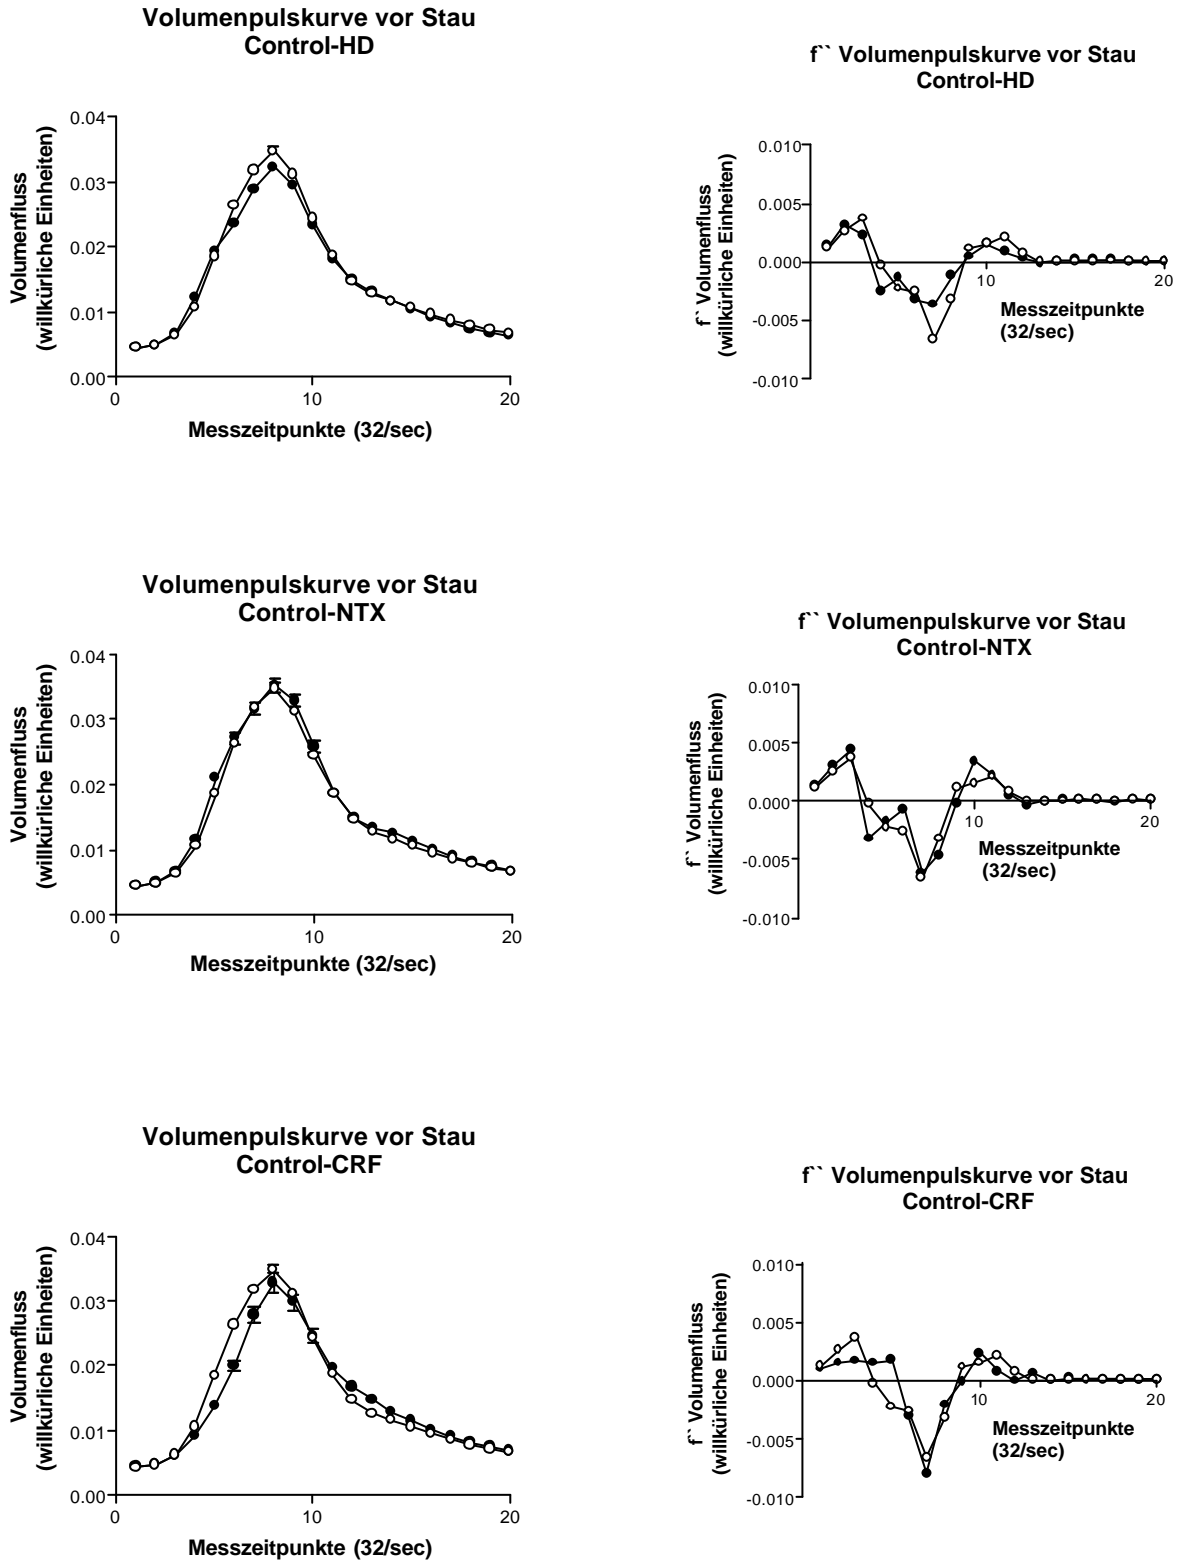 Volumenpulskurve vor Stau
Control-HD
Volumenfluss
(willkürliche Einheiten)
0.04
0.03
0.02
0.01
0.00
0
10
20
Messzeitpunkte (32/sec)
f`` Volumenpulskurve vor Stau
Control-HD
f`` Volumenfluss
(willkürliche Einheiten)
0.010
0.005
0.000
-0.005
-0.010
10
20
Messzeitpunkte
(32/sec)
Volumenpulskurve vor Stau
Control-NTX
Volumenfluss
(willkürliche Einheiten)
0.04
0.03
0.02
0.01
0.00
0
10
20
Messzeitpunkte (32/sec)
f`` Volumenpulskurve vor Stau
Control-NTX
f`` Volumenfluss
(willkürliche Einheiten)
0.010
0.005
0.000
-0.005
-0.010
10
20
Messzeitpunkte
(32/sec)
Volumenpulskurve vor Stau
Control-CRF
Volumenfluss
(willkürliche Einheiten)
0.04
0.03
0.02
0.01
0.00
0
10
20
Messzeitpunkte (32/sec)
f`` Volumenpulskurve vor Stau
Control-CRF
f`` Volumenfluss
(willkürliche Einheiten)
0.010
0.005
0.000
-0.005
-0.010
10
20
Messzeitpunkte
(32/sec)